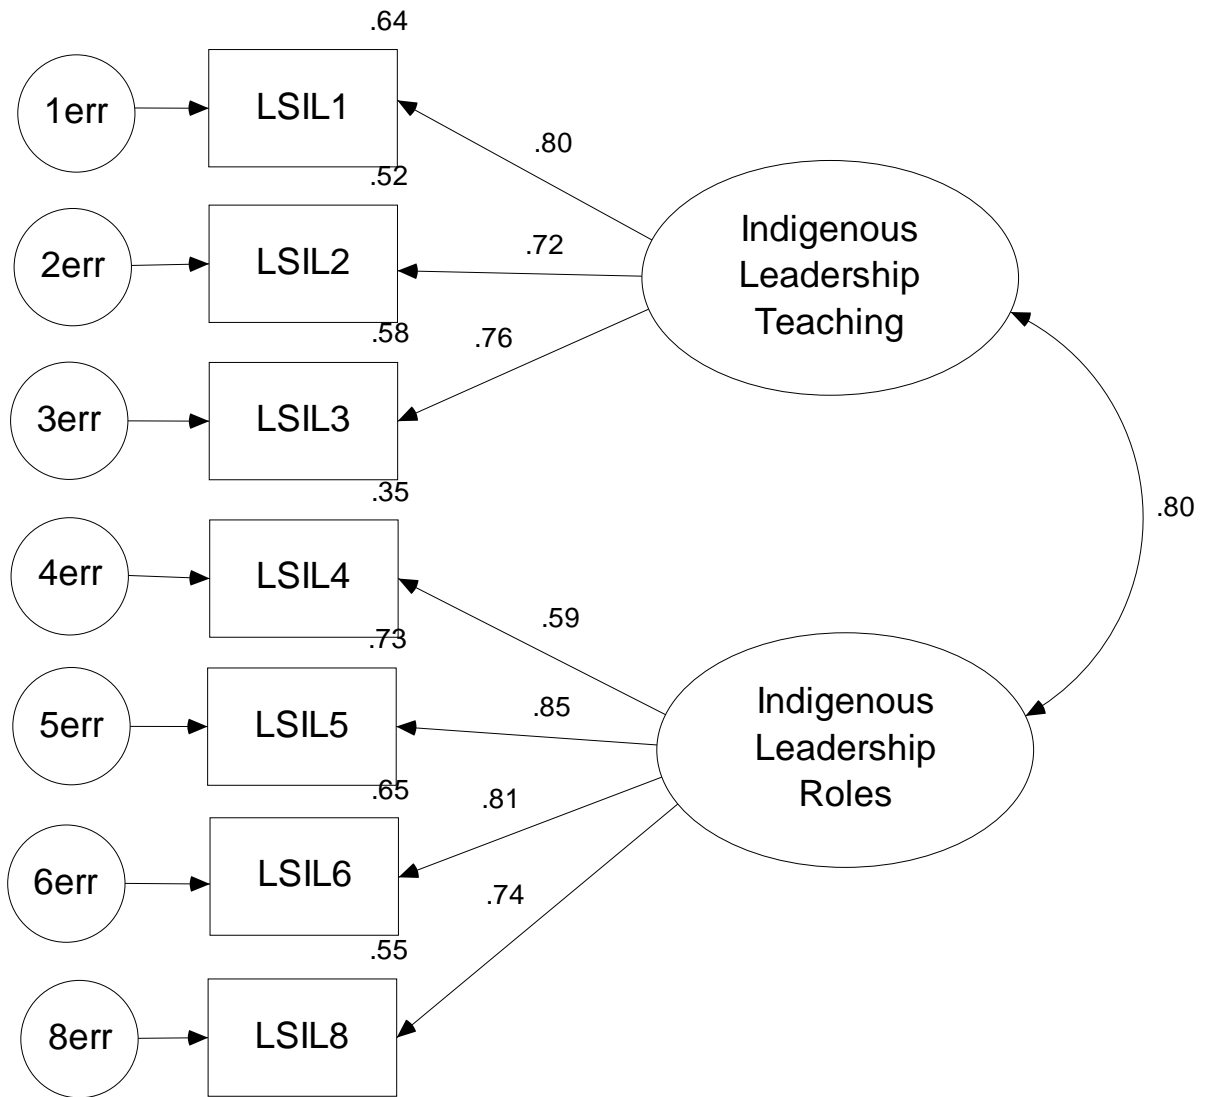 .64
1err
LSIL1
.80
.52
2err
LSIL2
.72
Indigenous
Leadership
Teaching
.58
3err
LSIL3
.76
.35
4err
LSIL4
.59
.80
.73
5err
LSIL5
.85
Indigenous
Leadership
Roles
.65
6err
LSIL6
.81
.74
.55
8err
LSIL8